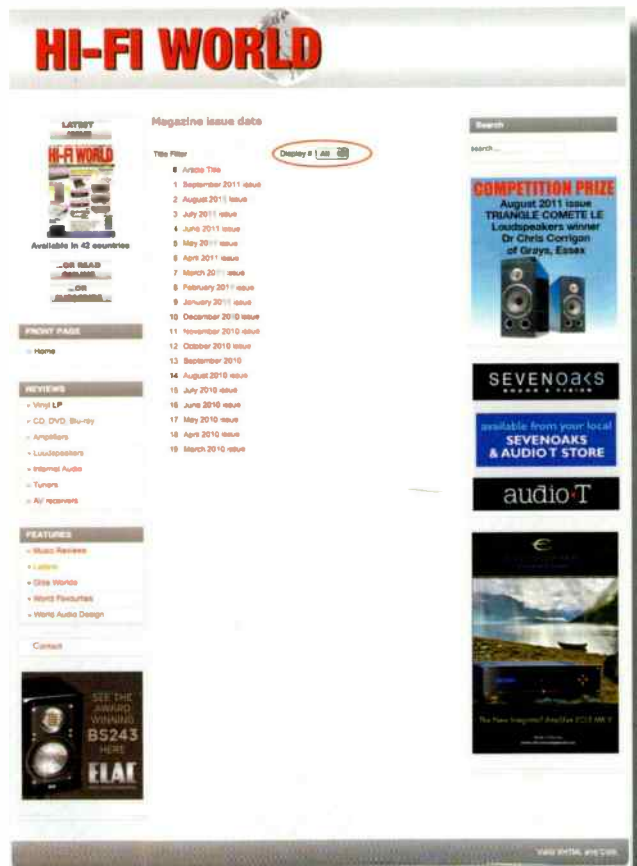 HI-FI WORLD
LATEST
ISSUE
HI-FI WORLD
Available in 42 countries
...OR READ
...OR
SUBSCRIBE
FRONT PAGE
Home
REVIEWS
Vinyl LP
CD, DVD, Blu-ray
Amplifiers
Loudspeakers
Internet Audio
Tuners
AV receivers
FEATURES
Music Reviews
Letters
Olde Worlde
World Favourites
World Audio Design
Contact
SEE THE
AWARD
WINNING
BS243
HERE
ELAC
Magazine issue date
Title Filter
Display # All
# Article Title
1 September 2011 issue
2 August 2011 issue
3 July 2011 issue
4 June 2011 issue
5 May 2011 issue
6 April 2011 issue
7 March 2011 issue
8 February 2011 issue
9 January 2011 issue
10 December 2010 issue
11 November 2010 issue
12 October 2010 issue
13 September 2010
14 August 2010 issue
15 July 2010 issue
16 June 2010 issue
17 May 2010 issue
18 April 2010 issue
19 March 2010 issue
Search
search ...
COMPETITION PRIZE
August 2011 issue
TRIANGLE COMETE LE
Loudspeakers winner
Dr Chris Corrigan
of Grays, Essex
SEVENOAKS
SOUND & VISION
available from your local
SEVENOAKS
& AUDIO T STORE
audio T
The New Integrated Amplifier ECI 5 MK II
Valid XHTML and CSS.